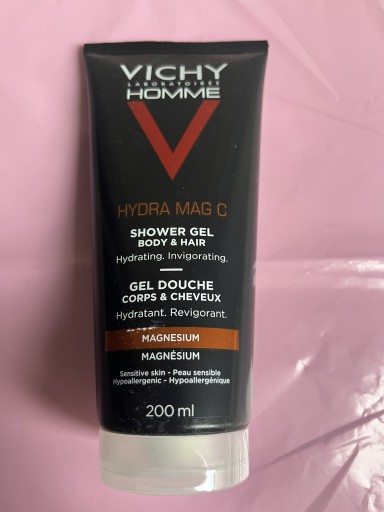 VICHY
LABORATOIRES
HOMME
HYDRA MAG C
SHOWER GEL
BODY & HAIR
Hydrating. Invigorating.
GEL DOUCHE
CORPS & CHEVEUX
Hydratant. Revigorant.
MAGNESIUM
MAGNÉSIUM
Sensitive skin - Peau sensible
Hypoallergenic - Hypoallergénique
200 ml